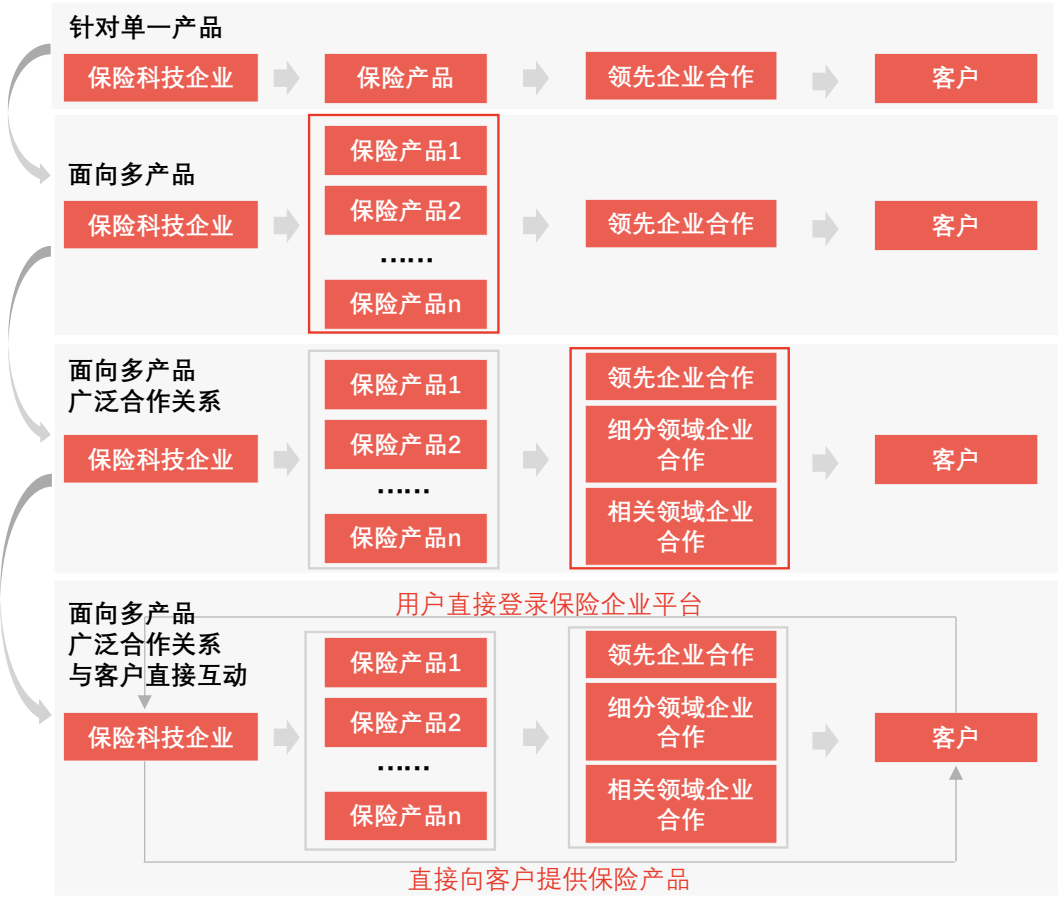 针对单一产品
保险科技企业
保险产品
领先企业合作
客户
面向多产品
保险科技企业
保险产品1
保险产品2
……
保险产品n
领先企业合作
客户
面向多产品
广泛合作关系
保险科技企业
保险产品1
保险产品2
……
保险产品n
领先企业合作
细分领域企业
合作
相关领域企业
合作
客户
面向多产品
广泛合作关系
与客户直接互动
用户直接登录保险企业平台
保险科技企业
保险产品1
保险产品2
……
保险产品n
领先企业合作
细分领域企业
合作
相关领域企业
合作
客户
直接向客户提供保险产品